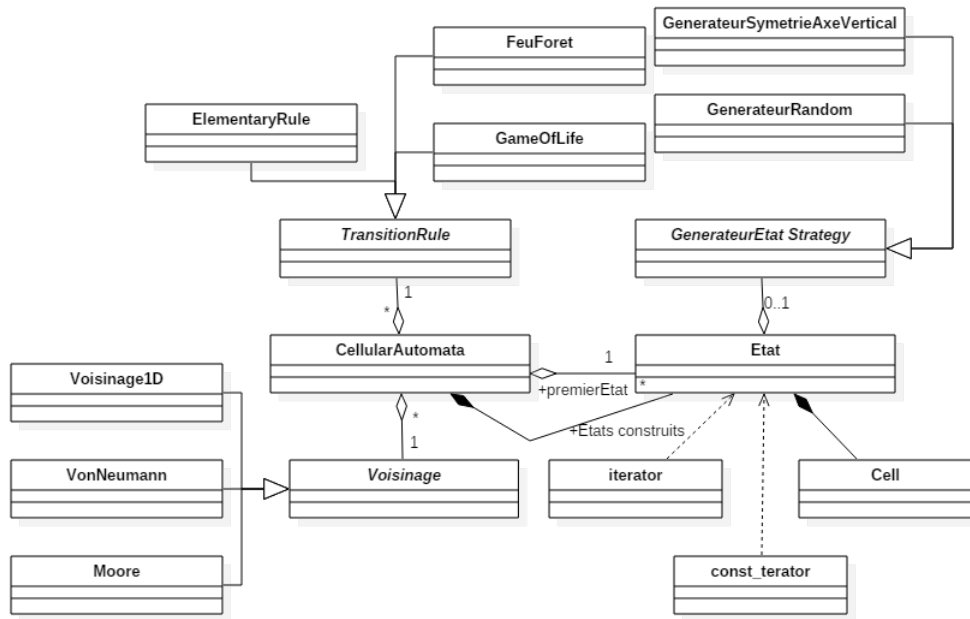 GenerateurSymetrieAxeVertical
FeuForet
GenerateurRandom
ElementaryRule
GameOfLife
TransitionRule
GenerateurEtat Strategy
1
0..1
*
CellularAutomata
1
Etat
Voisinage1D
+premierEtat
*
*
+Etats construits
1
VonNeumann
Voisinage
iterator
Cell
Moore
const_terator